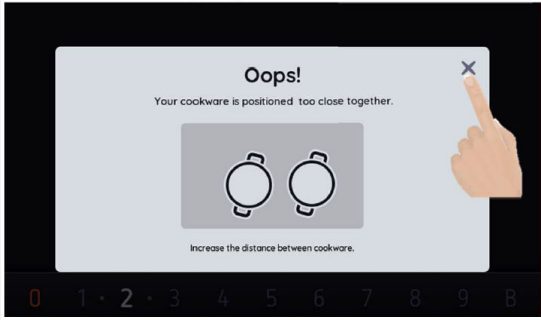 Oops!
Your cookware is positioned too close together.
Increase the distance between cookware.
0 1 • 2 • 3 4 5 6 7 8 9 B